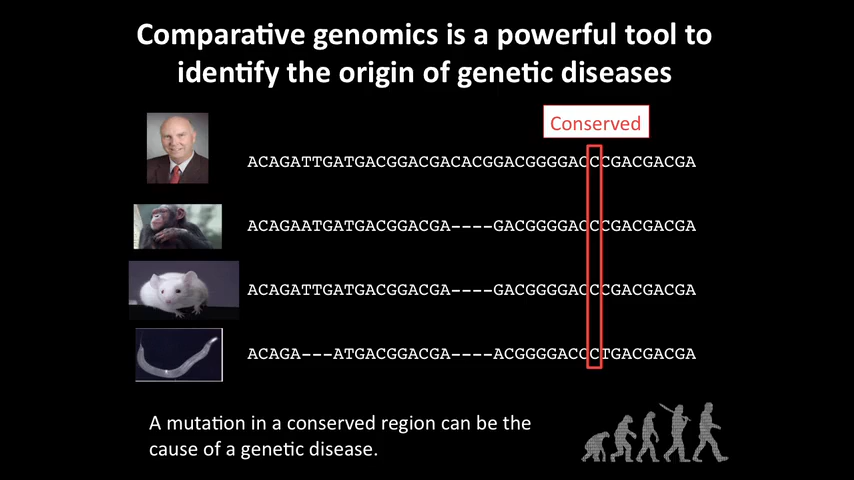 Comparative genomics is a powerful tool to
identify the origin of genetic diseases
Conserved
ACAGATTGATGACGGACGACACGGACGGGGACCCGACGACGA
ACAGAATGATGACGGACGA----GACGGGGACCCGACGACGA
ACAGATTGATGACGGACGA----GACGGGGACCCGACGACGA
ACAGA---ATGACGGACGA----ACGGGGACCCTGACGACGA
A mutation in a conserved region can be the
cause of a genetic disease.